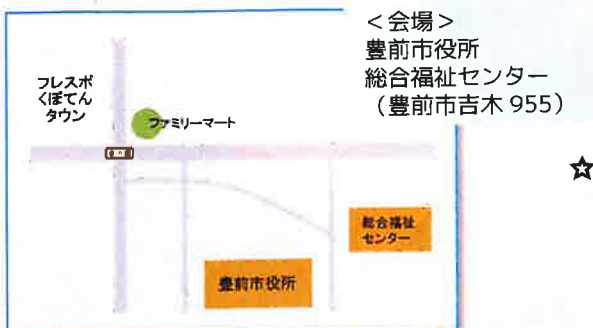 ＜会場＞
豊前市役所
総合福祉センター
（豊前市吉木 955）
フレスポ
くぼてん
タウン
ファミリーマート
総合福祉
センター
豊前市役所
☆